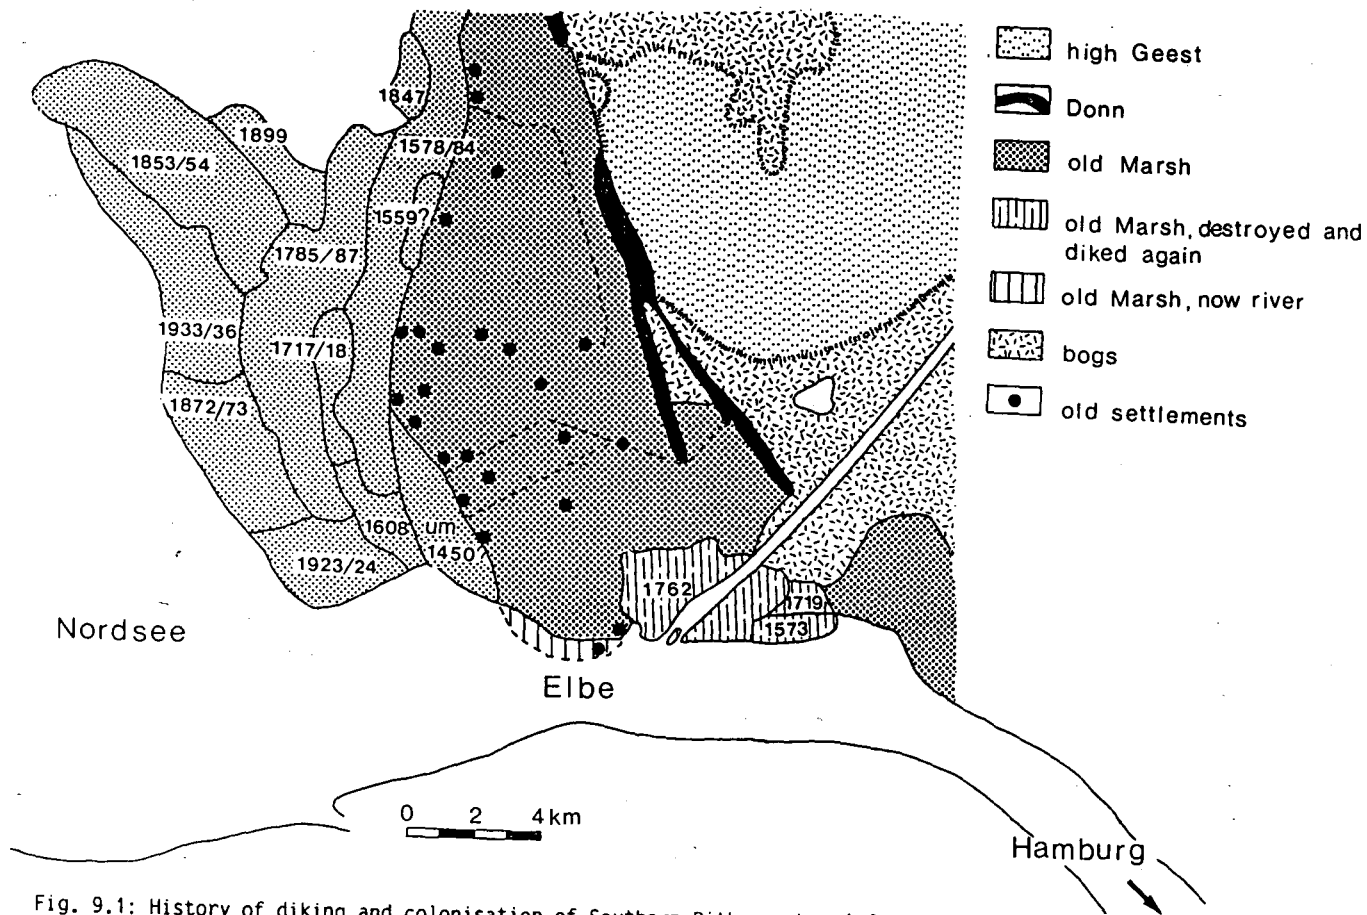 high Geest
Donn
old Marsh
old Marsh, destroyed and
diked again
old Marsh, now river
bogs
old settlements
1847
1899
1853/54
1578/84
1559?
1785/87
1933/36
1717/18
1872/73
1608
um
1450?
1923/24
1762
1719
1573
Nordsee
Elbe
0 2 4 km
Hamburg
Fig. 9.1: History of diking and colonisation of Southern